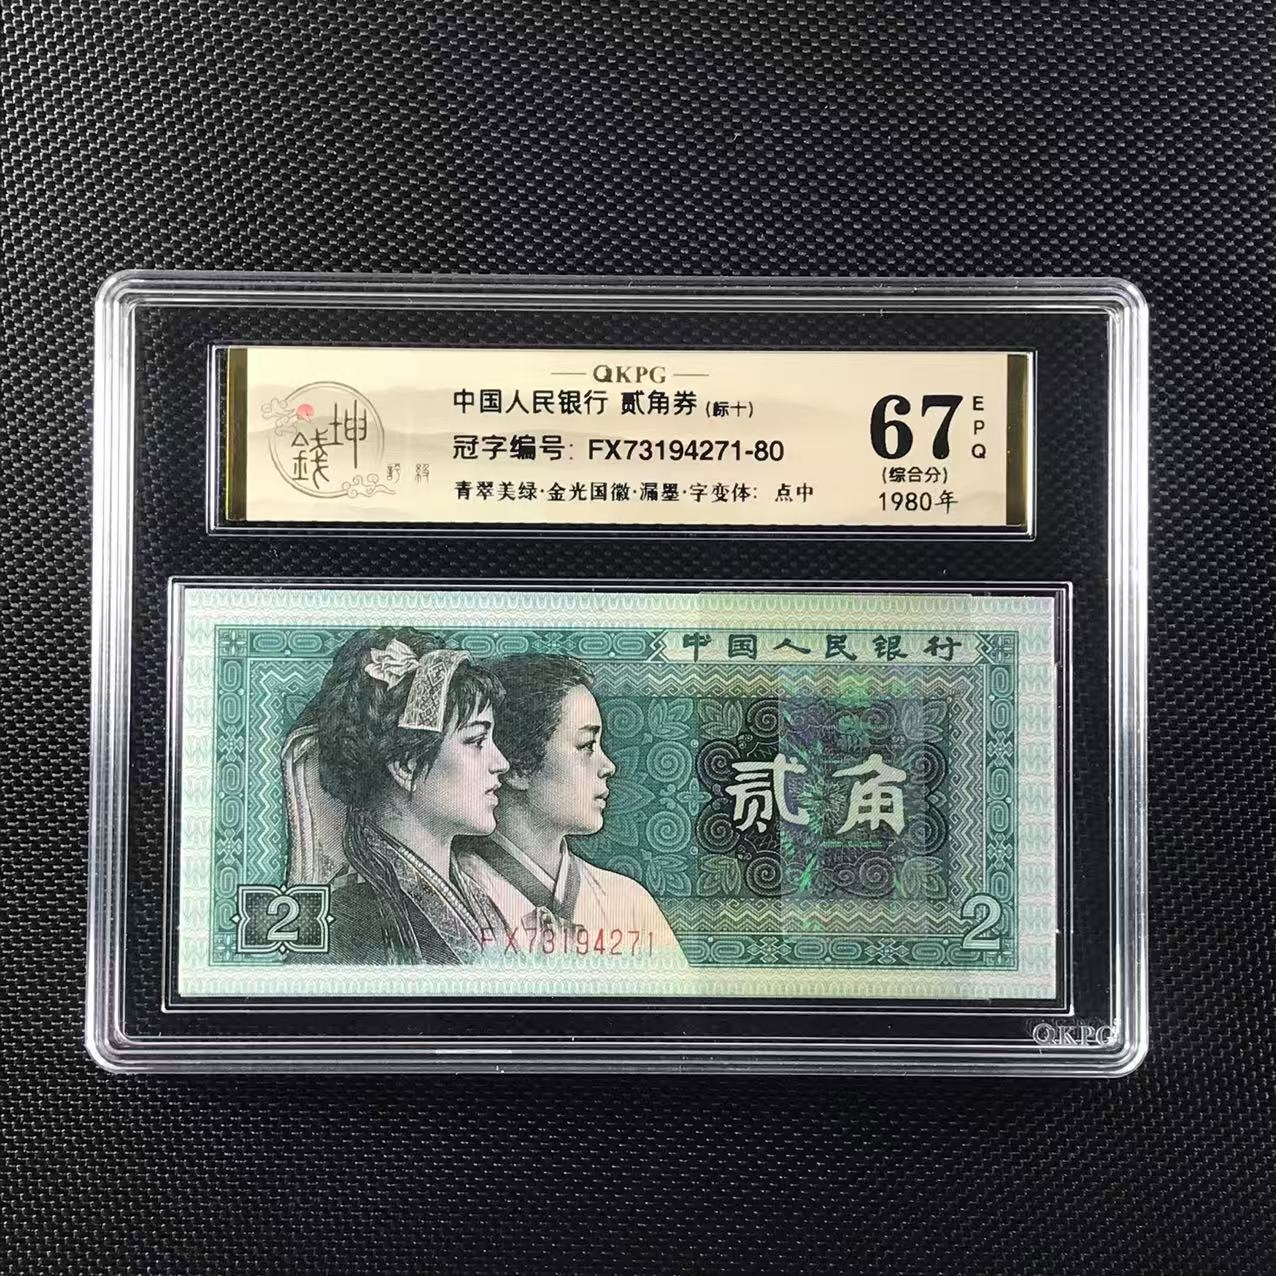 QKPG
中国人民银行 贰角券 (标十)
冠字编号: FX73194271-80
青翠美绿·金光国徽·漏墨·字变体: 点中
坤
錢
評級
67 EPQ
(综合分)
1980年
中国人民银行
贰角
2
2
FX73194271
QKPG